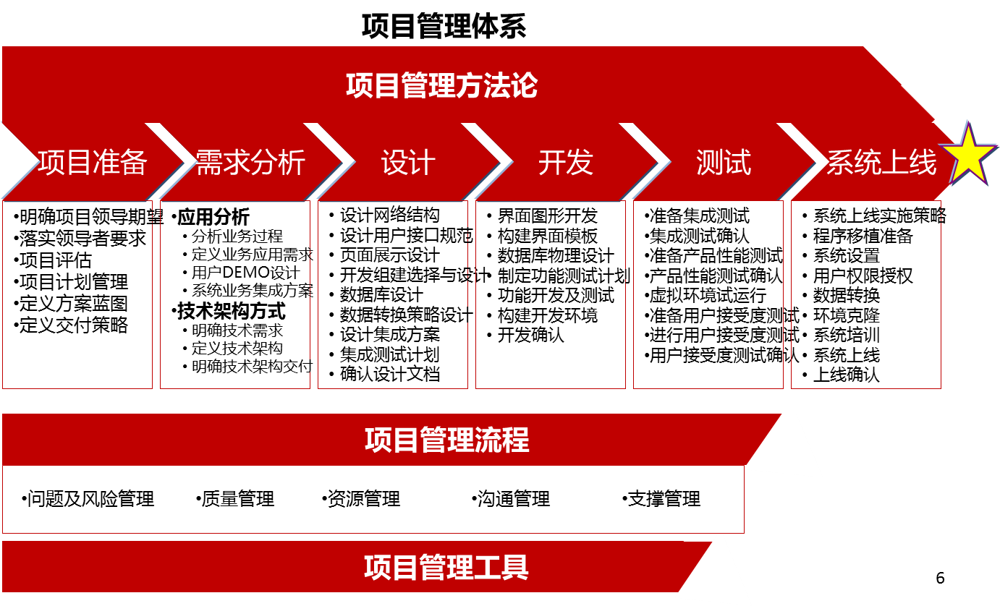 项目管理体系
项目管理方法论
项目准备
需求分析
设计
开发
测试
系统上线
•明确项目领导期望
•落实领导者要求
•项目评估
•项目计划管理
•定义方案蓝图
•定义交付策略
•应用分析
• 分析业务过程
• 定义业务应用需求
• 用户DEMO设计
• 系统业务集成方案
•技术架构方式
• 明确技术需求
• 定义技术架构
• 明确技术架构交付
• 设计网络结构
• 设计用户接口规范
• 页面展示设计
• 开发组建选择与设计
• 数据库设计
• 数据转换策略设计
• 设计集成方案
• 集成测试计划
• 确认设计文档
• 界面图形开发
• 构建界面模板
• 数据库物理设计
• 制定功能测试计划
• 功能开发及测试
• 构建开发环境
• 开发确认
•准备集成测试
•集成测试确认
•准备产品性能测试
•产品性能测试确认
•虚拟环境试运行
•准备用户接受度测试
•进行用户接受度测试
•用户接受度测试确认
• 系统上线实施策略
• 程序移植准备
• 系统设置
• 用户权限授权
• 数据转换
• 环境克隆
• 系统培训
• 系统上线
• 上线确认
项目管理流程
•问题及风险管理
•质量管理
•资源管理
•沟通管理
•支撑管理
项目管理工具
6